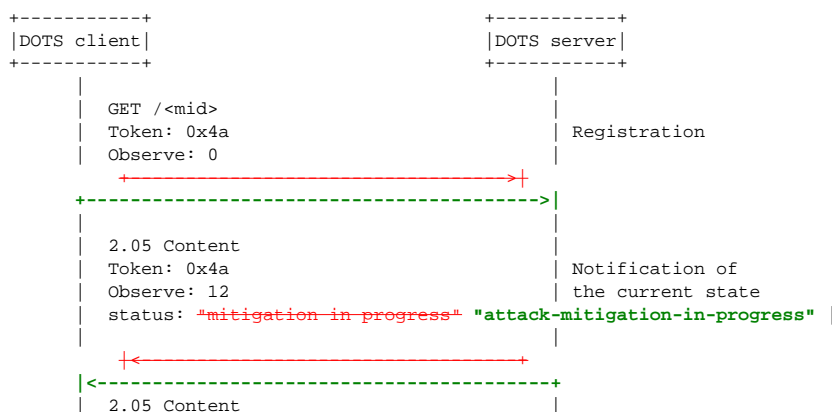 +-----------+                               +-----------+
|DOTS client|                               |DOTS server|
+-----------+                               +-----------+
      |                                           |
      |  GET /<mid>                               |
      |  Token: 0x4a                              | Registration
      |  Observe: 0                               |
         +---------------------------------->|
      +----------------------------------------->|
      |                                           |
      |  2.05 Content                             |
      |  Token: 0x4a                              | Notification of
      |  Observe: 12                              | the current state
      |  status: "mitigation in progress" "attack-mitigation-in-progress" |
      |                                           |
         |<----------------------------------+
      |<-----------------------------------------+
      |  2.05 Content                             |